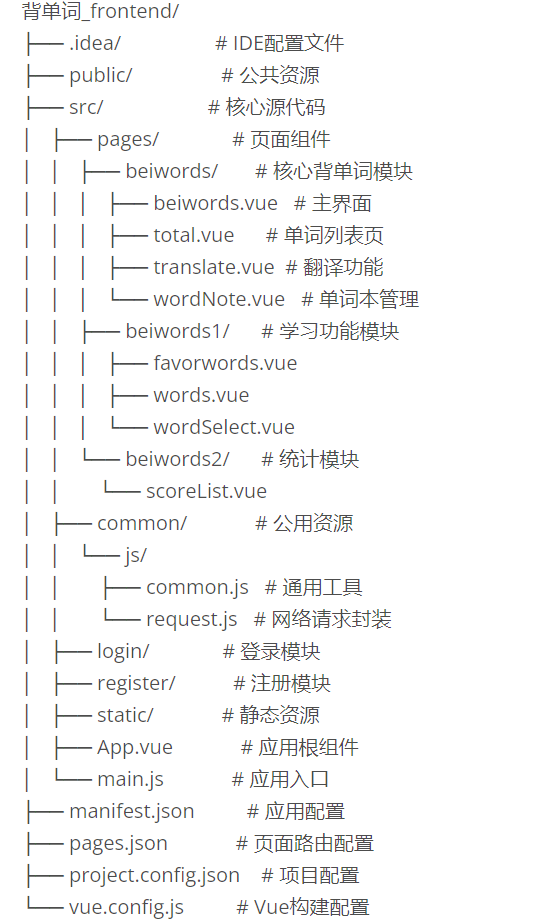 背单词_frontend/
├── .idea/ # IDE配置文件
├── public/ # 公共资源
├── src/ # 核心源代码
│ ├── pages/ # 页面组件
│ │ ├── beiwords/ # 核心背单词模块
│ │ │ ├── beiwords.vue # 主界面
│ │ │ ├── total.vue # 单词列表页
│ │ │ ├── translate.vue # 翻译功能
│ │ │ └── wordNote.vue # 单词本管理
│ │ ├── beiwords1/ # 学习功能模块
│ │ │ ├── favorwords.vue
│ │ │ ├── words.vue
│ │ │ └── wordSelect.vue
│ │ └── beiwords2/ # 统计模块
│ │ └── scoreList.vue
│ ├── common/ # 公用资源
│ │ └── js/
│ │ ├── common.js # 通用工具
│ │ └── request.js # 网络请求封装
│ ├── login/ # 登录模块
│ ├── register/ # 注册模块
│ ├── static/ # 静态资源
│ ├── App.vue # 应用根组件
│ └── main.js # 应用入口
├── manifest.json # 应用配置
├── pages.json # 页面路由配置
├── project.config.json # 项目配置
└── vue.config.js # Vue构建配置